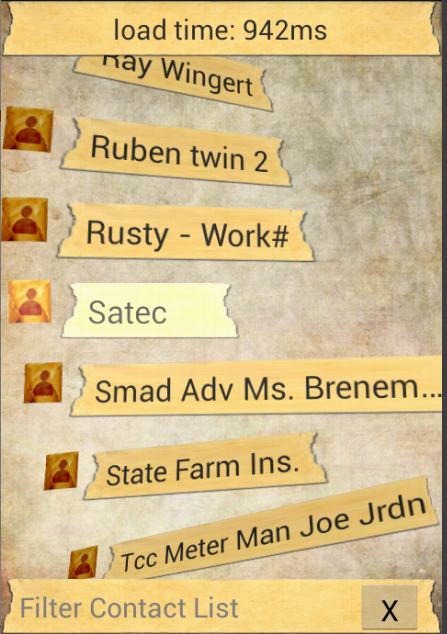 load time: 942ms
Ray Wingert
Ruben twin 2
Rusty - Work#
Satec
Smad Adv Ms. Brenem...
State Farm Ins.
Tcc Meter Man Joe Jrdn
Filter Contact List
X